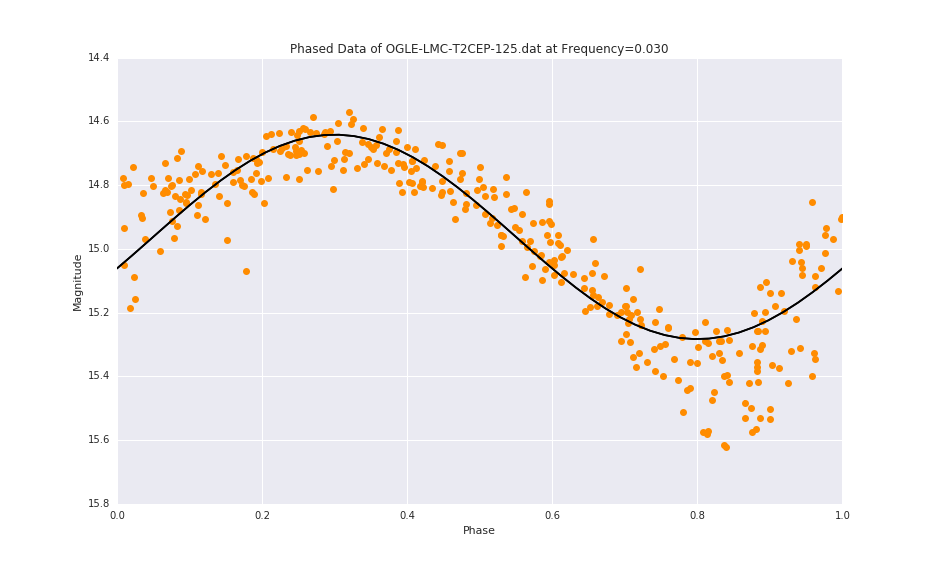 Phased Data of OGLE-LMC-T2CEP-125.dat at Frequency=0.030
14.4
14.6
14.8
15.0
15.2
15.4
15.6
15.8
Magnitude
0.0 0.2 0.4 0.6 0.8 1.0
Phase